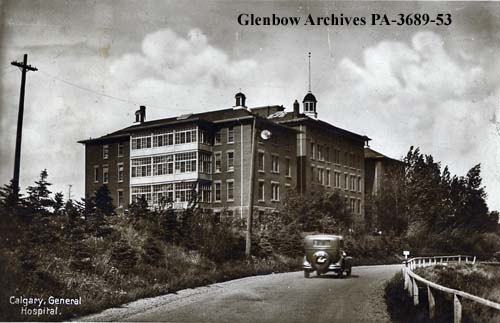 Glenbow Archives PA-3689-53
Calgary, General
Hospital.